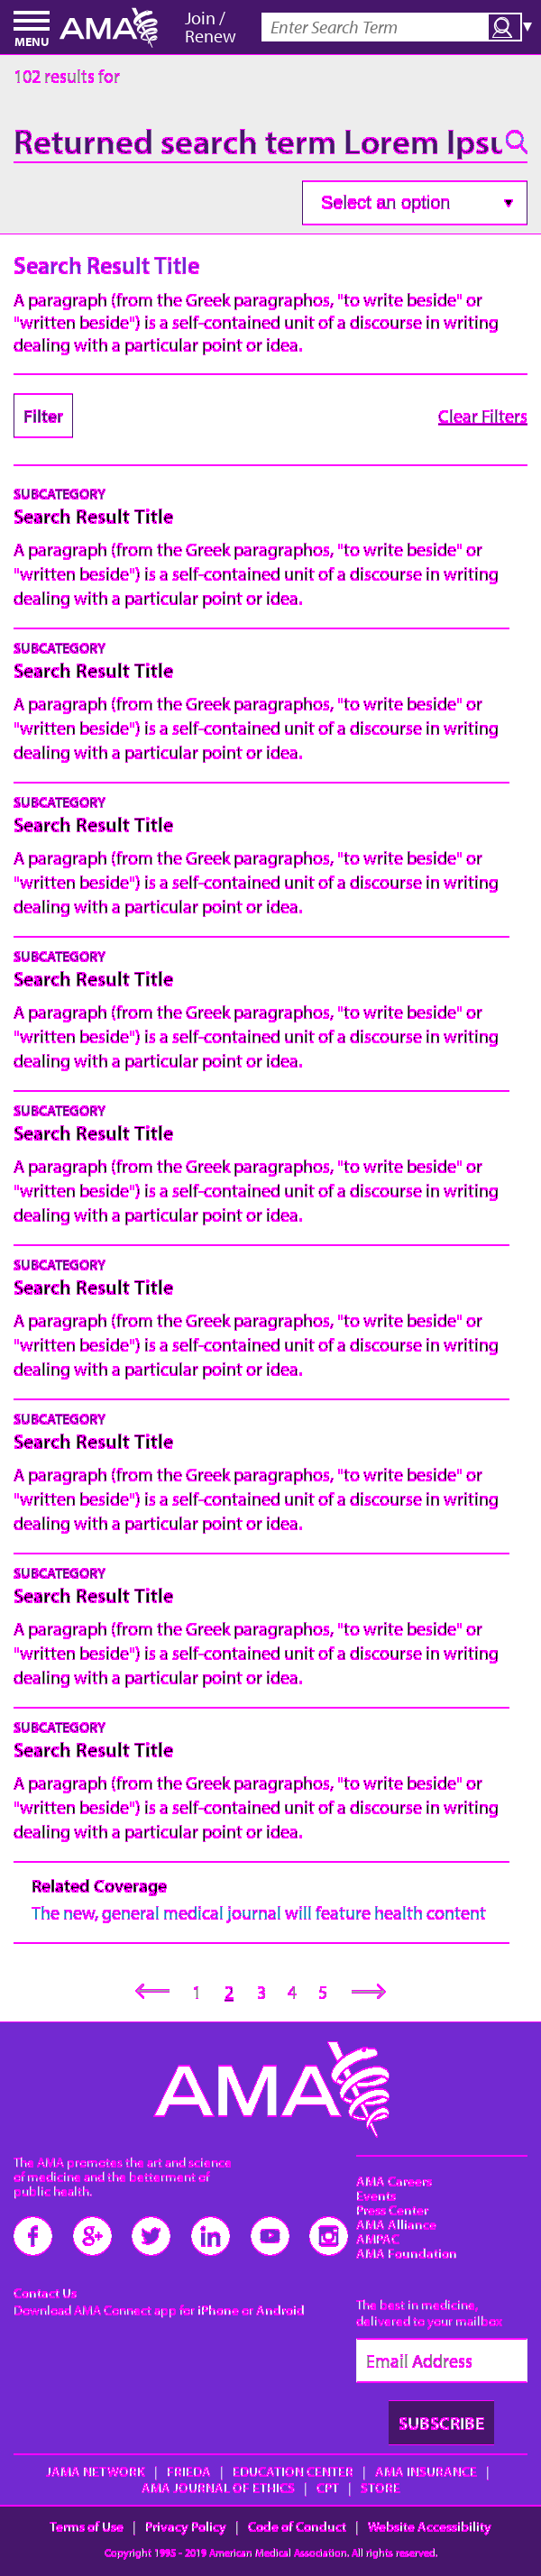 MENU
AMA
Join /
Renew
Enter Search Term
102 results for
Returned search term Lorem Ipsu
Select an option
Search Result Title
A paragraph (from the Greek paragraphos, "to write beside" or
"written beside") is a self-contained unit of a discourse in writing
dealing with a particular point or idea.
Filter
Clear Filters
SUBCATEGORY
Search Result Title
A paragraph (from the Greek paragraphos, "to write beside" or
"written beside") is a self-contained unit of a discourse in writing
dealing with a particular point or idea.
SUBCATEGORY
Search Result Title
A paragraph (from the Greek paragraphos, "to write beside" or
"written beside") is a self-contained unit of a discourse in writing
dealing with a particular point or idea.
SUBCATEGORY
Search Result Title
A paragraph (from the Greek paragraphos, "to write beside" or
"written beside") is a self-contained unit of a discourse in writing
dealing with a particular point or idea.
SUBCATEGORY
Search Result Title
A paragraph (from the Greek paragraphos, "to write beside" or
"written beside") is a self-contained unit of a discourse in writing
dealing with a particular point or idea.
SUBCATEGORY
Search Result Title
A paragraph (from the Greek paragraphos, "to write beside" or
"written beside") is a self-contained unit of a discourse in writing
dealing with a particular point or idea.
SUBCATEGORY
Search Result Title
A paragraph (from the Greek paragraphos, "to write beside" or
"written beside") is a self-contained unit of a discourse in writing
dealing with a particular point or idea.
SUBCATEGORY
Search Result Title
A paragraph (from the Greek paragraphos, "to write beside" or
"written beside") is a self-contained unit of a discourse in writing
dealing with a particular point or idea.
SUBCATEGORY
Search Result Title
A paragraph (from the Greek paragraphos, "to write beside" or
"written beside") is a self-contained unit of a discourse in writing
dealing with a particular point or idea.
SUBCATEGORY
Search Result Title
A paragraph (from the Greek paragraphos, "to write beside" or
"written beside") is a self-contained unit of a discourse in writing
dealing with a particular point or idea.
Related Coverage
The new, general medical journal will feature health content
1 2 3 4 5
AMA
The AMA promotes the art and science
of medicine and the betterment of
public health.
Contact Us
Download AMA Connect app for iPhone or Android
AMA Careers
Events
Press Center
AMA Alliance
AMPAC
AMA Foundation
The best in medicine,
delivered to your mailbox
Email Address
SUBSCRIBE
JAMA NETWORK | FRIEDA | EDUCATION CENTER | AMA INSURANCE |
AMA JOURNAL OF ETHICS | CPT | STORE
Terms of Use | Privacy Policy | Code of Conduct | Website Accessibility
Copyright 1995 - 2019 American Medical Association. All rights reserved.